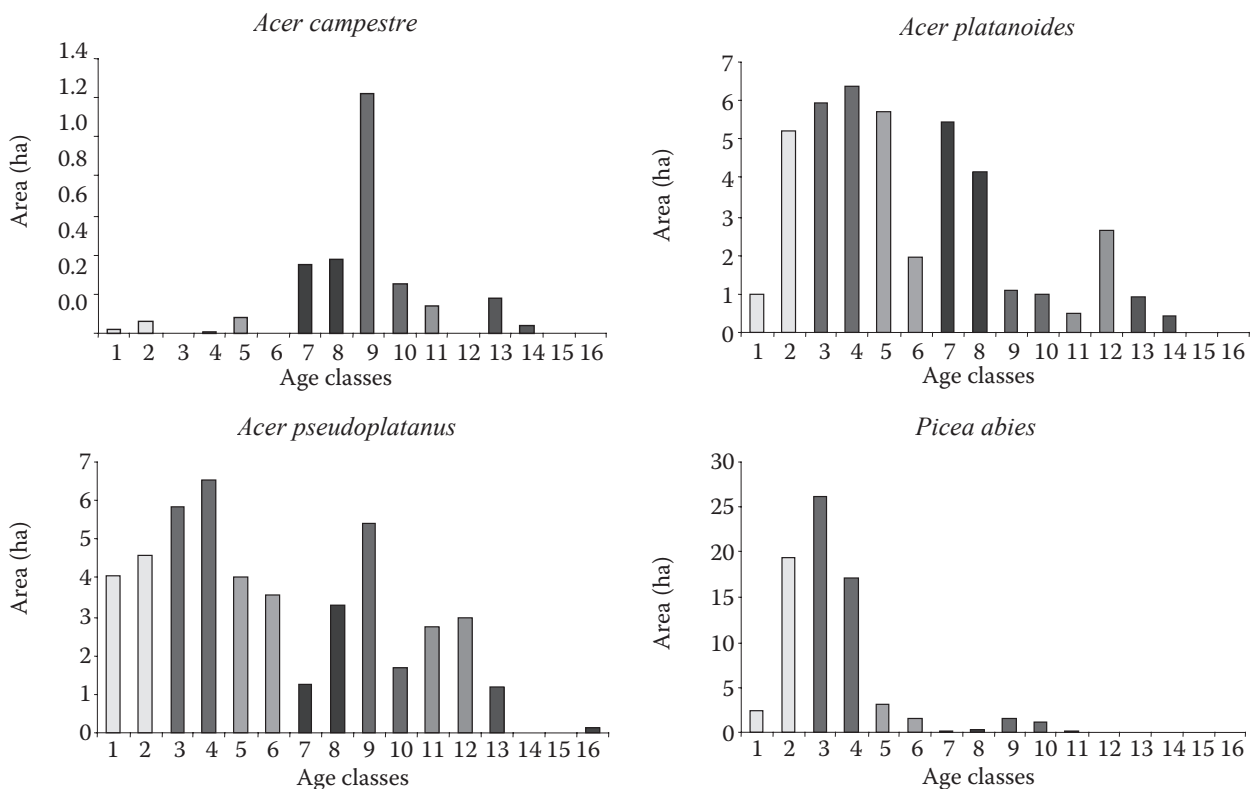 Acer campestre
1.4
1.2
1.0
0.8
0.6
0.4
0.2
0.0
Area (ha)
1 2 3 4 5 6 7 8 9 10 11 12 13 14 15 16
Age classes
Acer platanoides
7
6
5
4
3
2
1
0
Area (ha)
1 2 3 4 5 6 7 8 9 10 11 12 13 14 15 16
Age classes
Acer pseudoplatanus
7
6
5
4
3
2
1
0
Area (ha)
1 2 3 4 5 6 7 8 9 10 11 12 13 14 15 16
Age classes
Picea abies
30
25
20
15
10
5
0
Area (ha)
1 2 3 4 5 6 7 8 9 10 11 12 13 14 15 16
Age classes